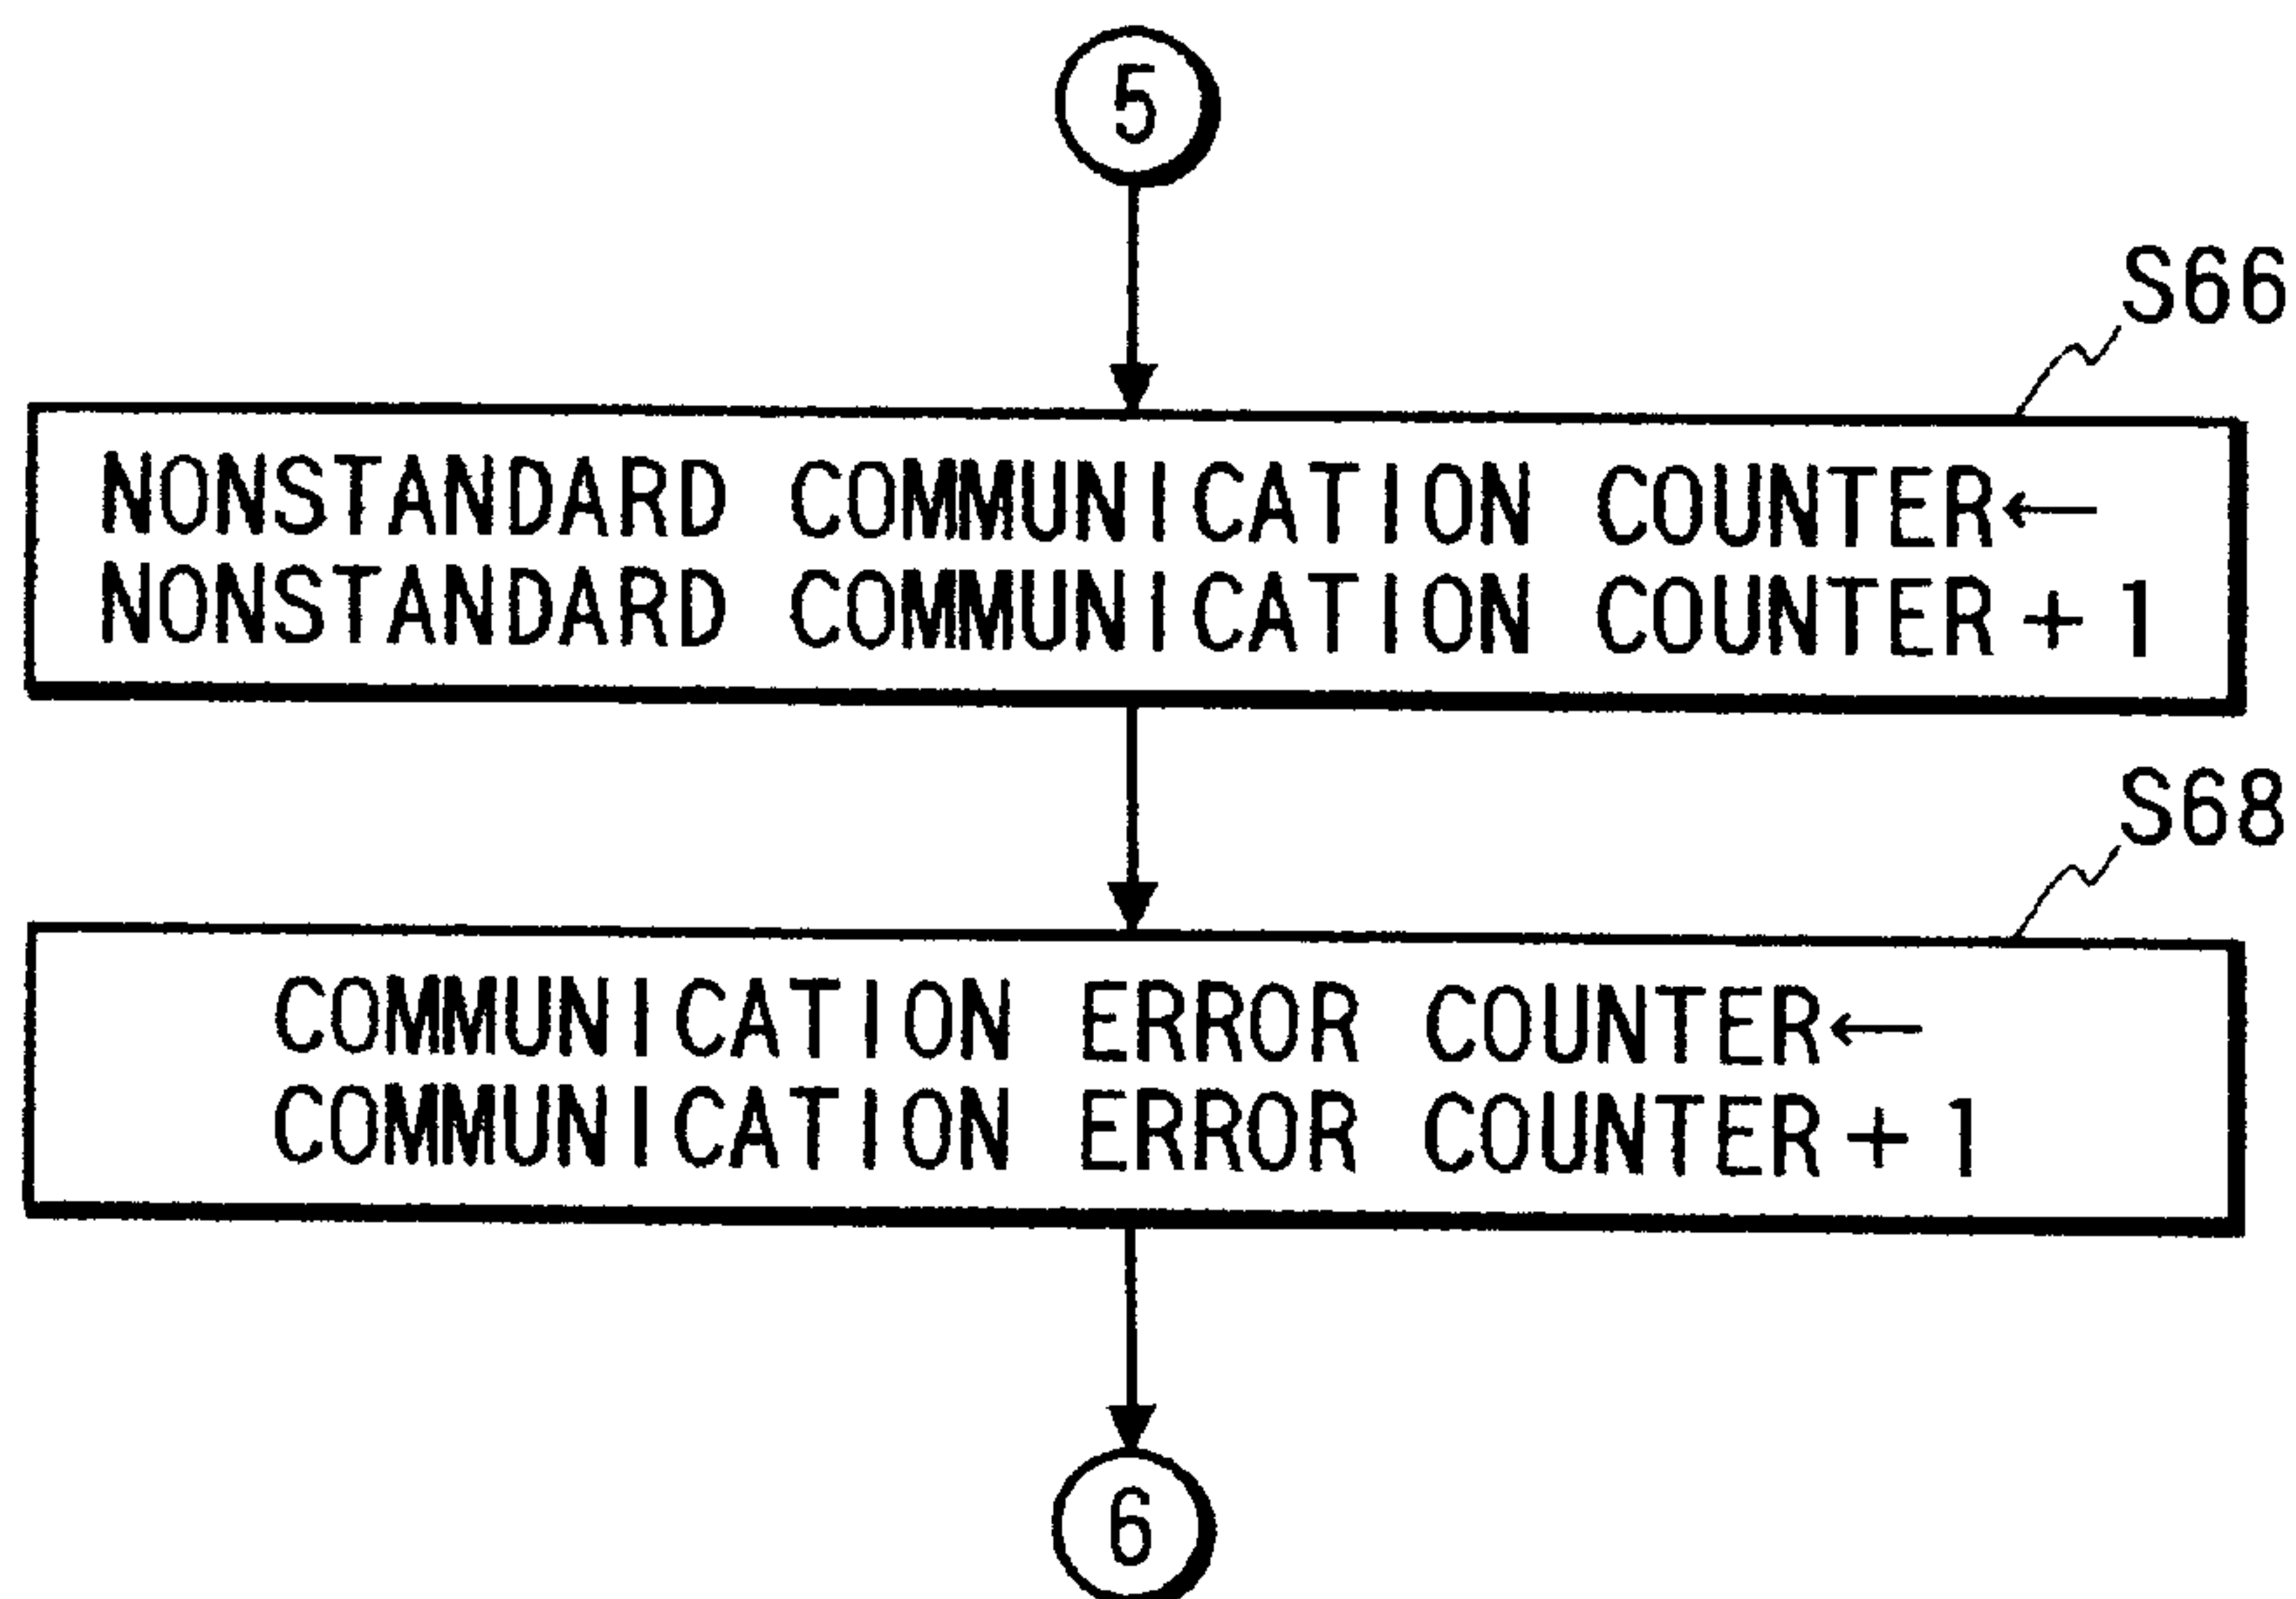 5
S66
NONSTANDARD COMMUNICATION COUNTER←
NONSTANDARD COMMUNICATION COUNTER+1
S68
COMMUNICATION ERROR COUNTER←
COMMUNICATION ERROR COUNTER+1
6